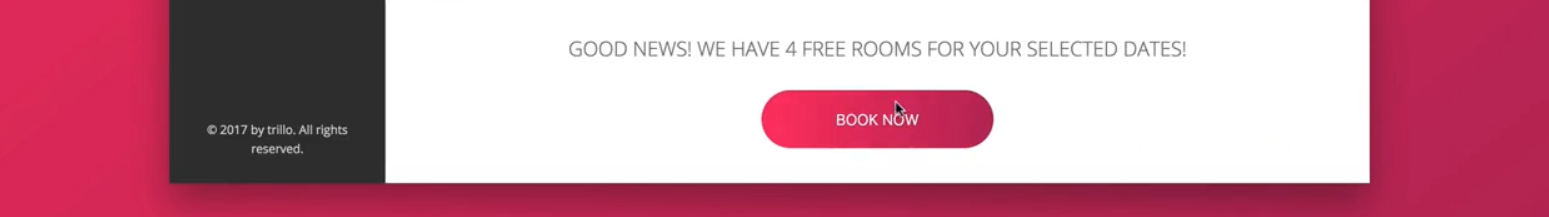 GOOD NEWS! WE HAVE 4 FREE ROOMS FOR YOUR SELECTED DATES!
BOOK NOW
© 2017 by trillo. All rights
reserved.